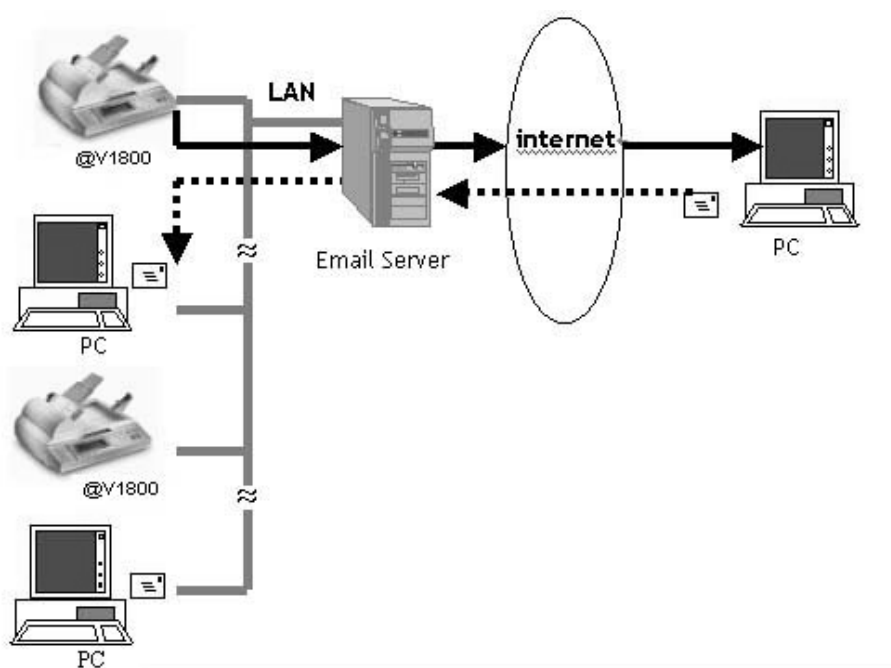 LAN
@V1800
internet
Email Server
PC
PC
@V1800
PC